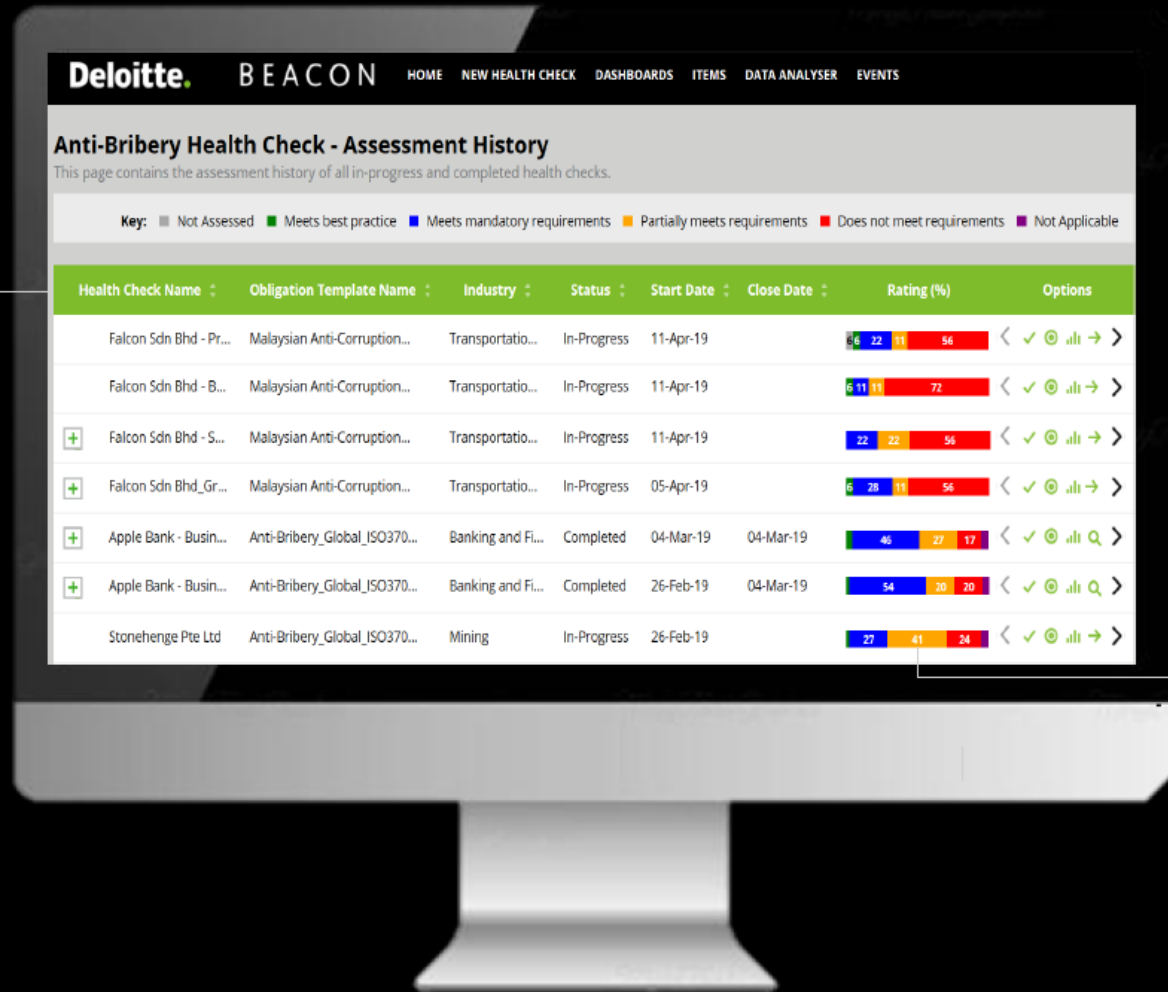 Deloitte. BEACON HOME NEW HEALTH CHECK DASHBOARDS ITEMS DATA ANALYSER EVENTS
Anti-Bribery Health Check - Assessment History
This page contains the assessment history of all in-progress and completed health checks.
Key: Not Assessed Meets best practice Meets mandatory requirements Partially meets requirements Does not meet requirements Not Applicable
Health Check Name Obligation Template Name Industry Status Start Date Close Date Rating (%) Options
Falcon Sdn Bhd - Pr... Malaysian Anti-Corruption... Transportatio... In-Progress 11-Apr-19 6 6 22 11 56
Falcon Sdn Bhd - B... Malaysian Anti-Corruption... Transportatio... In-Progress 11-Apr-19 6 11 11 72
Falcon Sdn Bhd - S... Malaysian Anti-Corruption... Transportatio... In-Progress 11-Apr-19 22 22 56
Falcon Sdn Bhd_Gr... Malaysian Anti-Corruption... Transportatio... In-Progress 05-Apr-19 6 28 11 56
Apple Bank - Busin... Anti-Bribery_Global_ISO370... Banking and Fi... Completed 04-Mar-19 04-Mar-19 46 27 17
Apple Bank - Busin... Anti-Bribery_Global_ISO370... Banking and Fi... Completed 26-Feb-19 04-Mar-19 54 20 20
Stonehenge Pte Ltd Anti-Bribery_Global_ISO370... Mining In-Progress 26-Feb-19 27 41 24